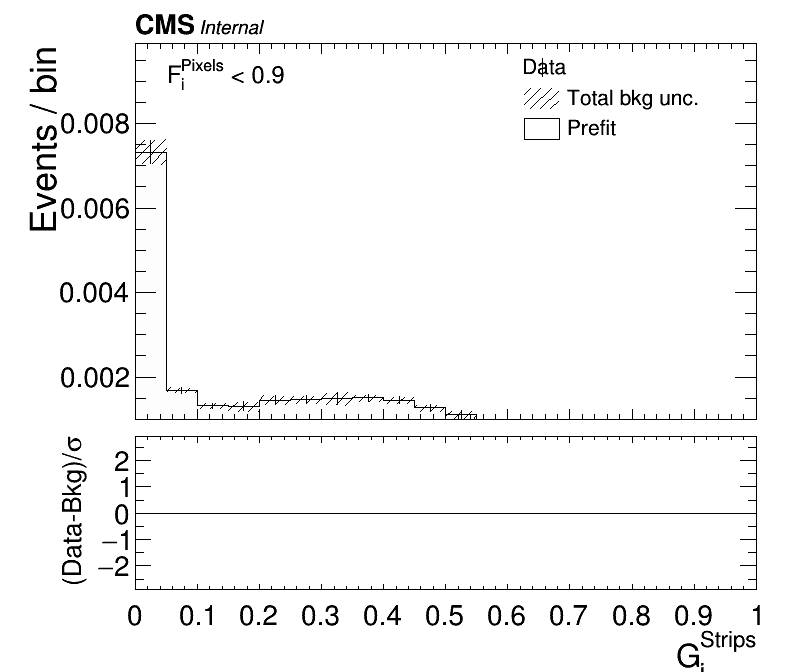 CMS Internal
F_i^Pixels < 0.9
Data
Total bkg unc.
Prefit
Events / bin
0.008
0.006
0.004
0.002
(Data-Bkg)/σ
2
1
0
−1
−2
0 0.1 0.2 0.3 0.4 0.5 0.6 0.7 0.8 0.9 1
G_i^Strips